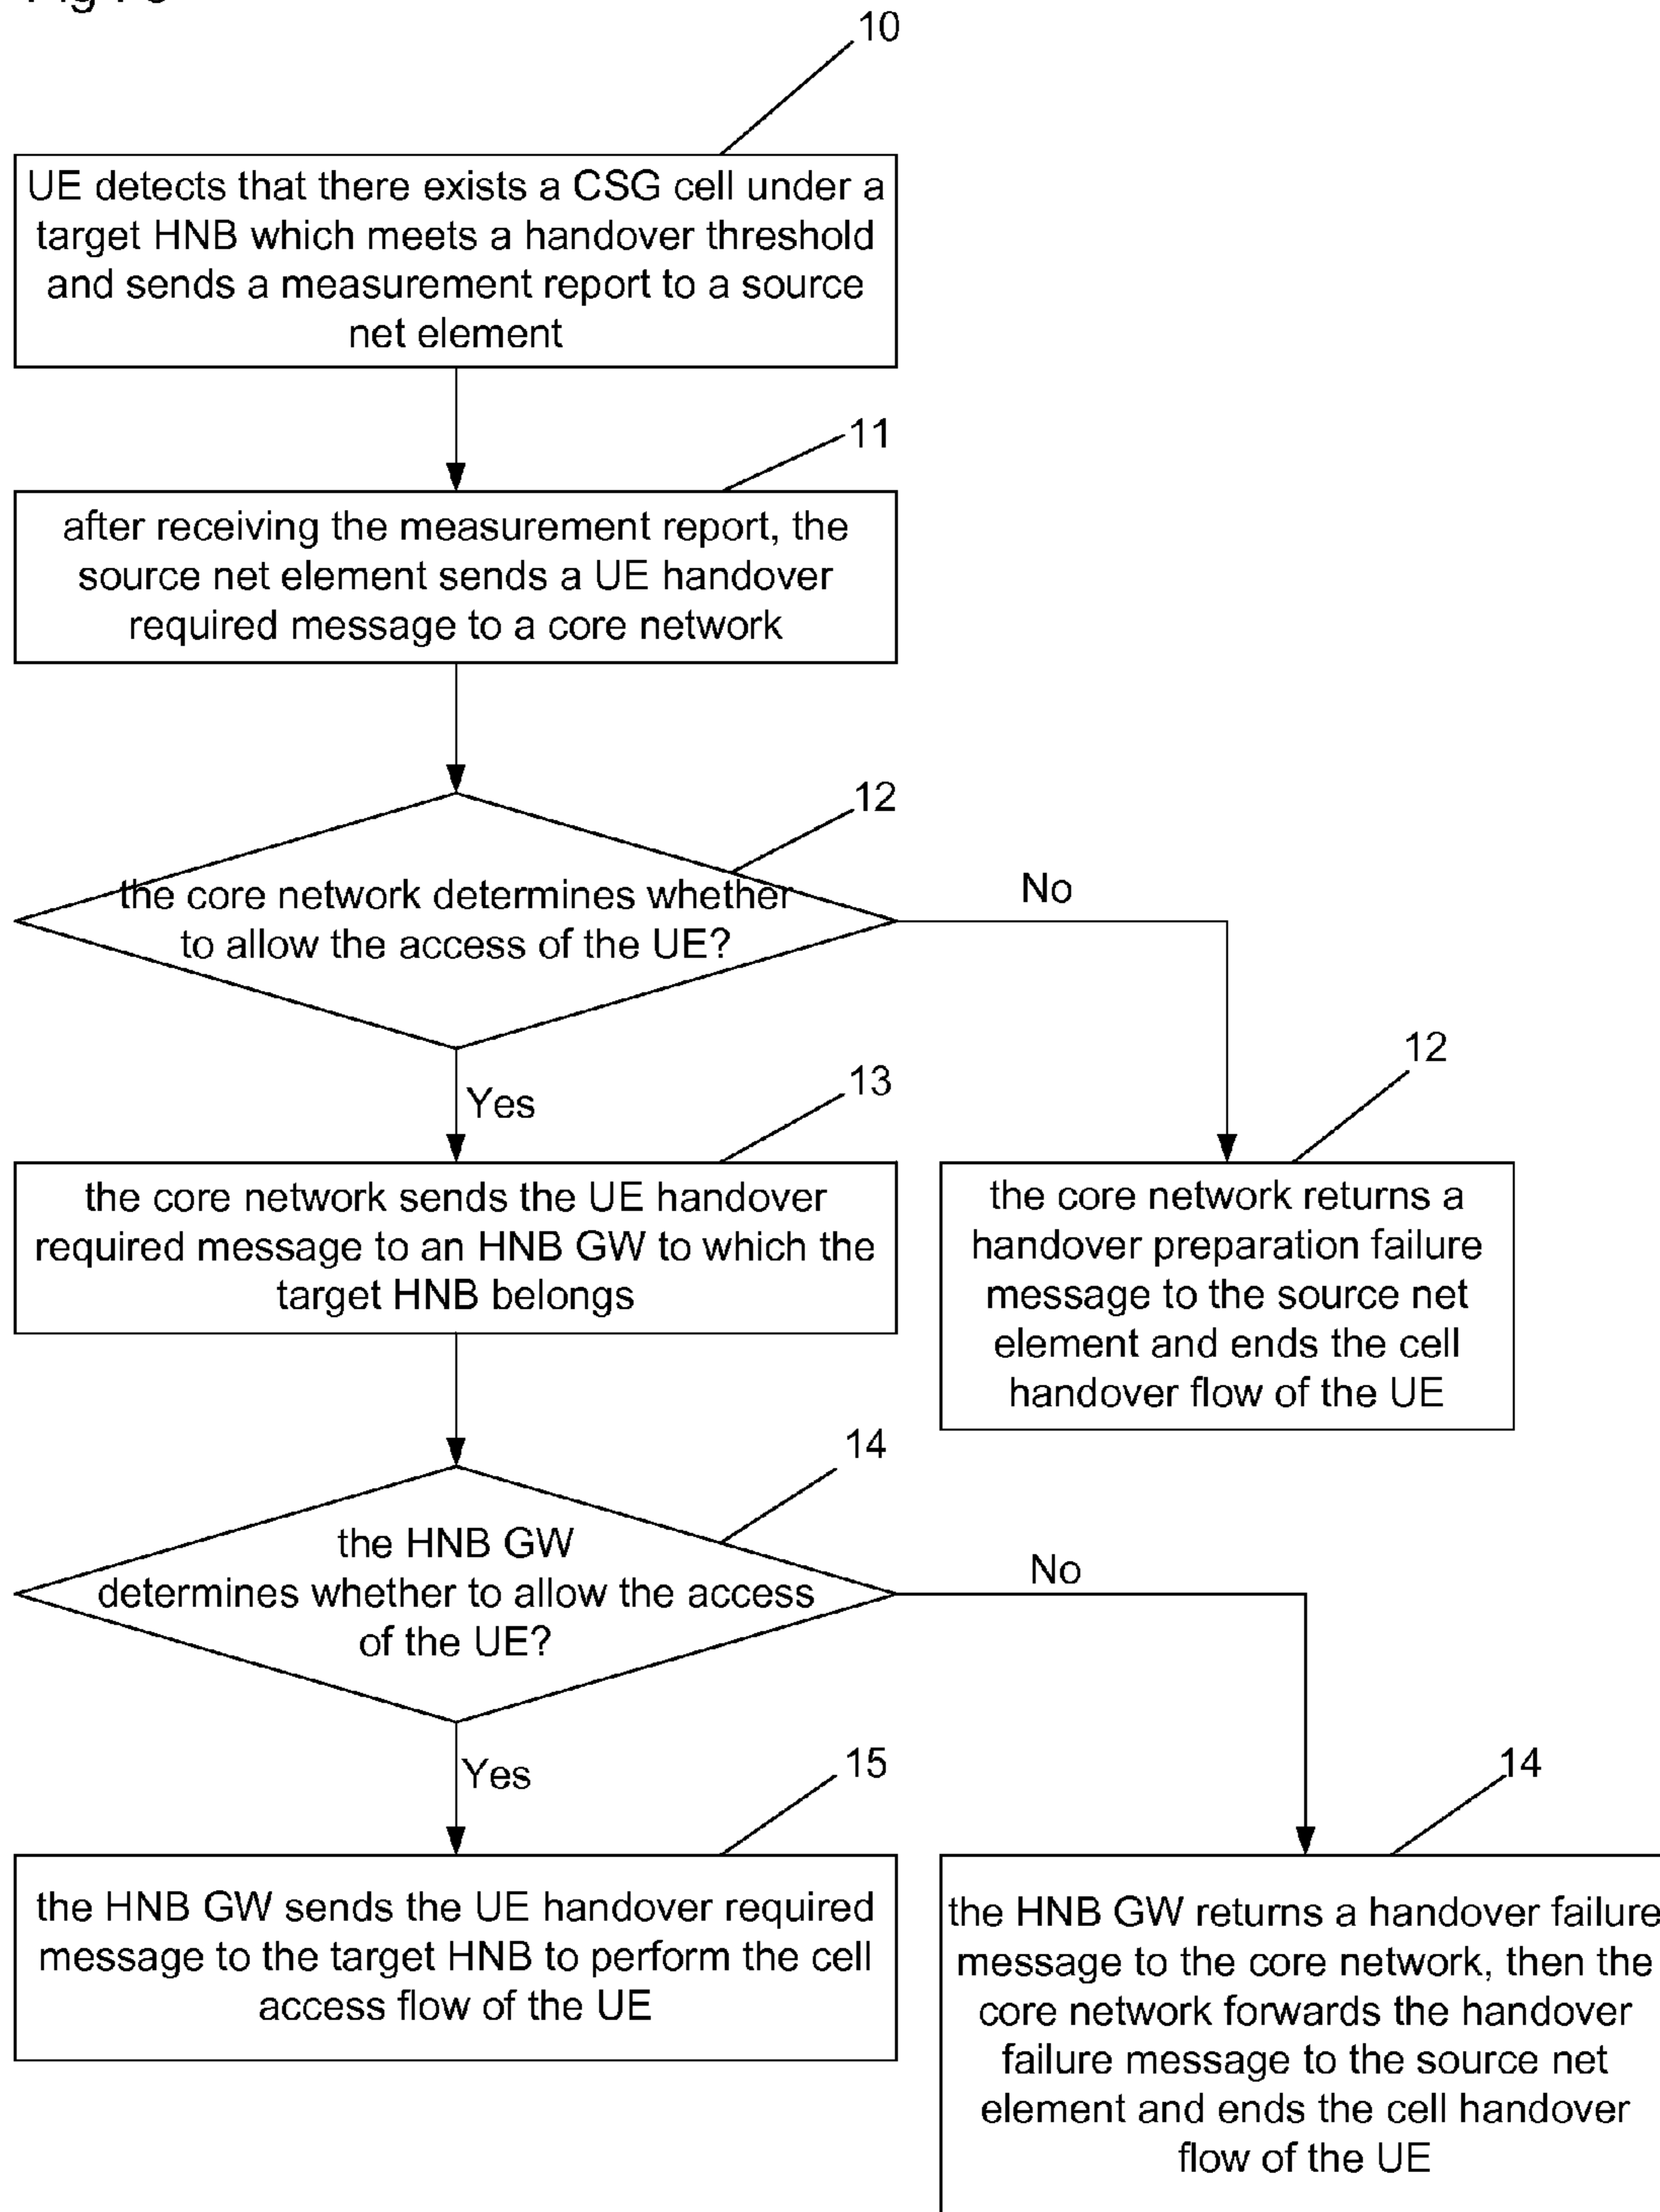 10
UE detects that there exists a CSG cell under a
target HNB which meets a handover threshold
and sends a measurement report to a source
net element
11
after receiving the measurement report, the
source net element sends a UE handover
required message to a core network
12
the core network determines whether
to allow the access of the UE?
No
Yes
12
13
the core network sends the UE handover
required message to an HNB GW to which the
target HNB belongs
the core network returns a
handover preparation failure
message to the source net
element and ends the cell
handover flow of the UE
14
the HNB GW
determines whether to allow the access
of the UE?
No
Yes
15
14
the HNB GW sends the UE handover required
message to the target HNB to perform the cell
access flow of the UE
the HNB GW returns a handover failure
message to the core network, then the
core network forwards the handover
failure message to the source net
element and ends the cell handover
flow of the UE